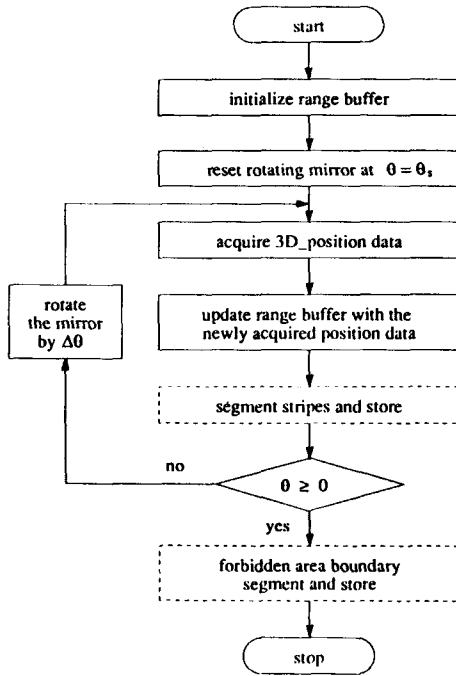 start
initialize range buffer
reset rotating mirror at θ = θs
acquire 3D_position data
rotate
the mirror
by Δθ
update range buffer with the
newly acquired position data
segment stripes and store
no
θ ≥ 0
yes
forbidden area boundary
segment and store
stop